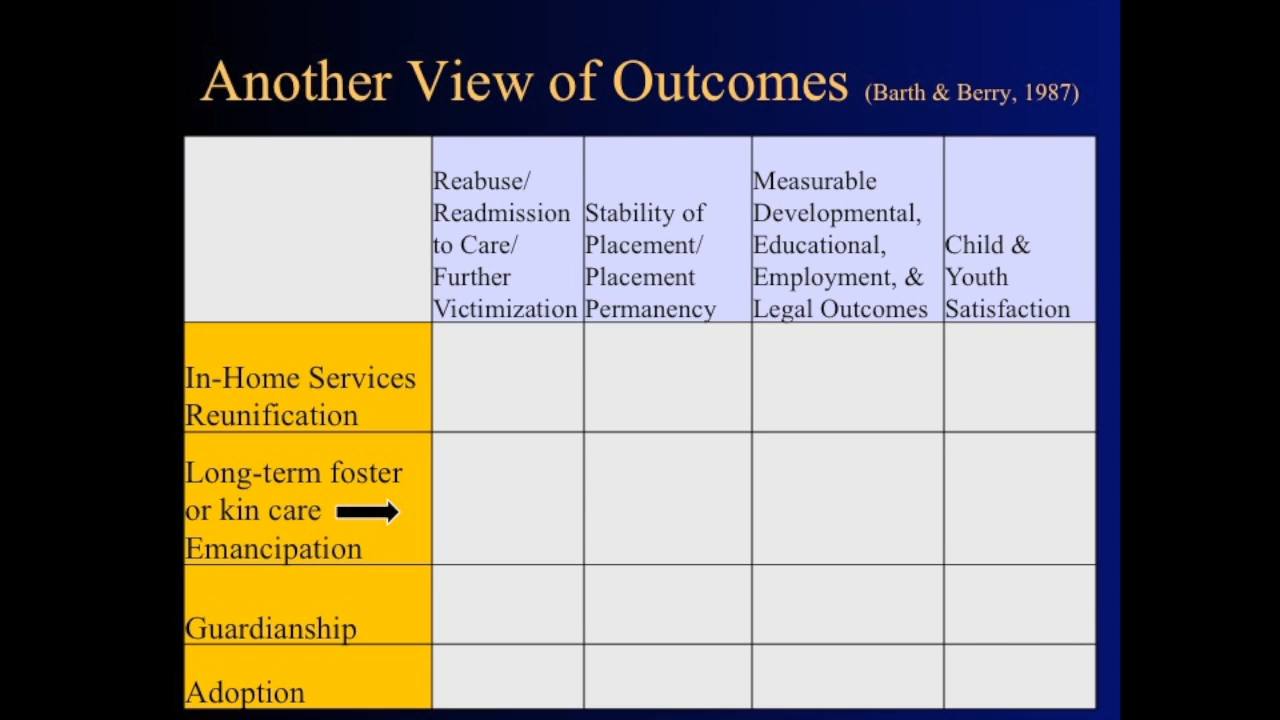 Another View of Outcomes (Barth & Berry, 1987)
Reabuse/
Readmission
to Care/
Further
Victimization
Stability of
Placement/
Placement
Permanency
Measurable
Developmental,
Educational,
Employment, &
Legal Outcomes
Child &
Youth
Satisfaction
In-Home Services
Reunification
Long-term foster
or kin care
Emancipation
Guardianship
Adoption